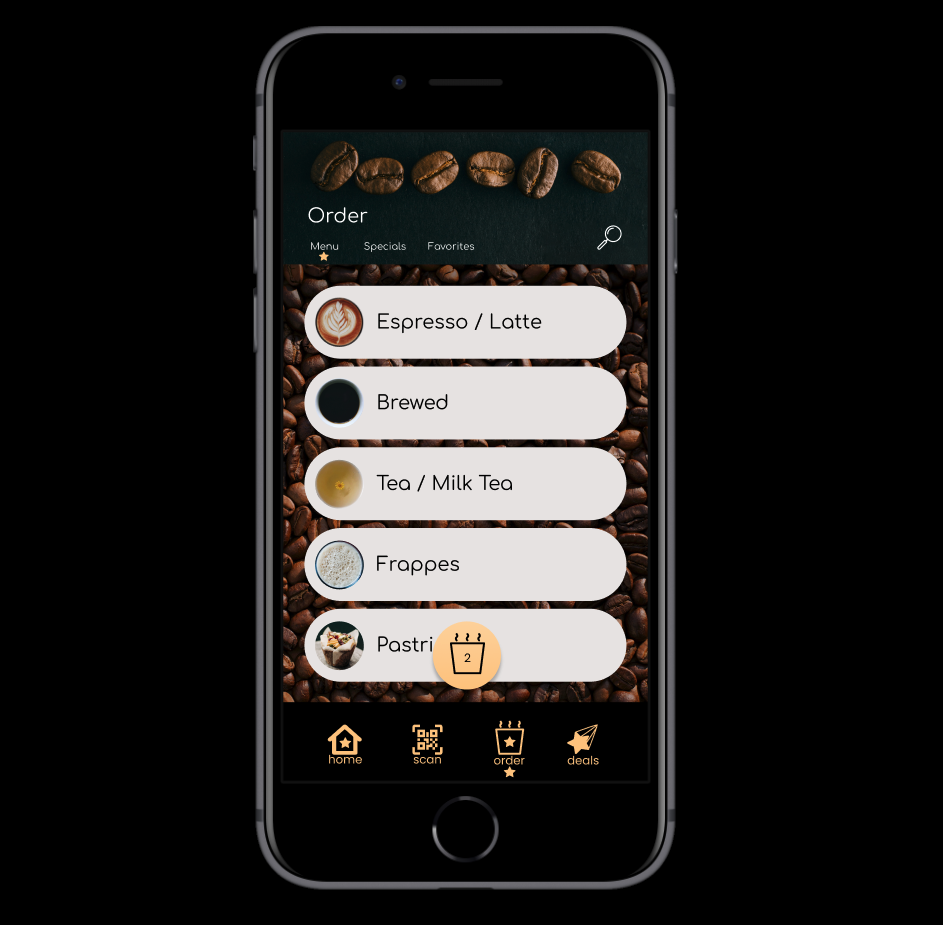 Order
Menu Specials Favorites
Espresso / Latte
Brewed
Tea / Milk Tea
Frappes
Pastri
2
home scan order deals